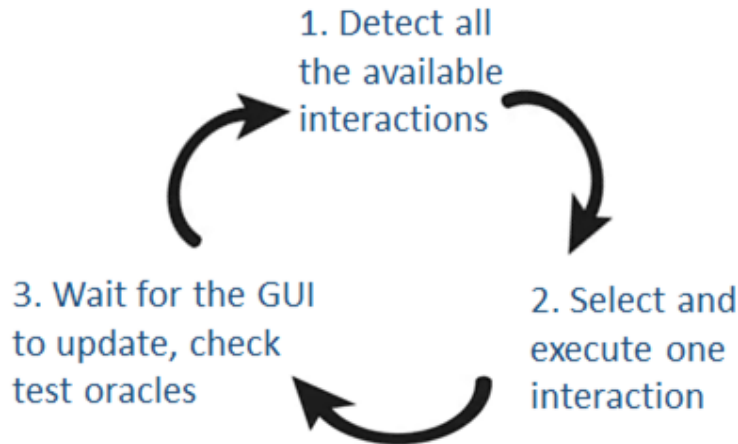 1. Detect all
the available
interactions
2. Select and
execute one
interaction
3. Wait for the GUI
to update, check
test oracles